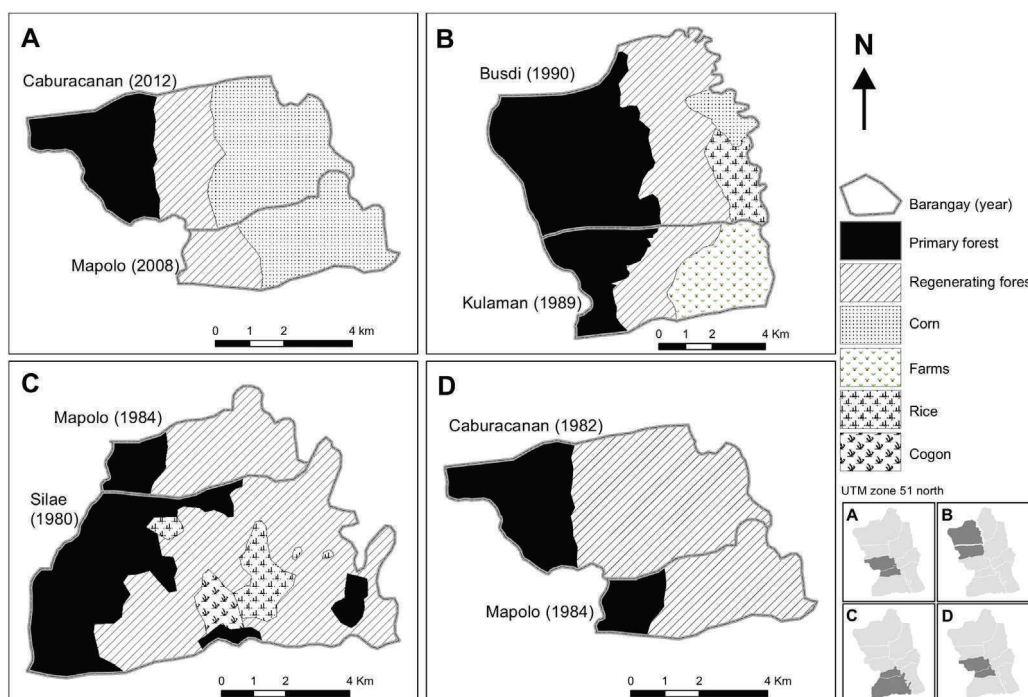 A
Caburacanan (2012)
Mapolo (2008)
0 1 2 4 Km
B
Busdi (1990)
Kulaman (1989)
0 1 2 4 Km
C
Mapolo (1984)
Silae
(1980)
0 1 2 4 Km
D
Caburacanan (1982)
Mapolo (1984)
0 1 2 4 Km
N
Barangay (year)
Primary forest
Regenerating forest
Corn
Farms
Rice
Cogon
UTM zone 51 north
A
B
C
D